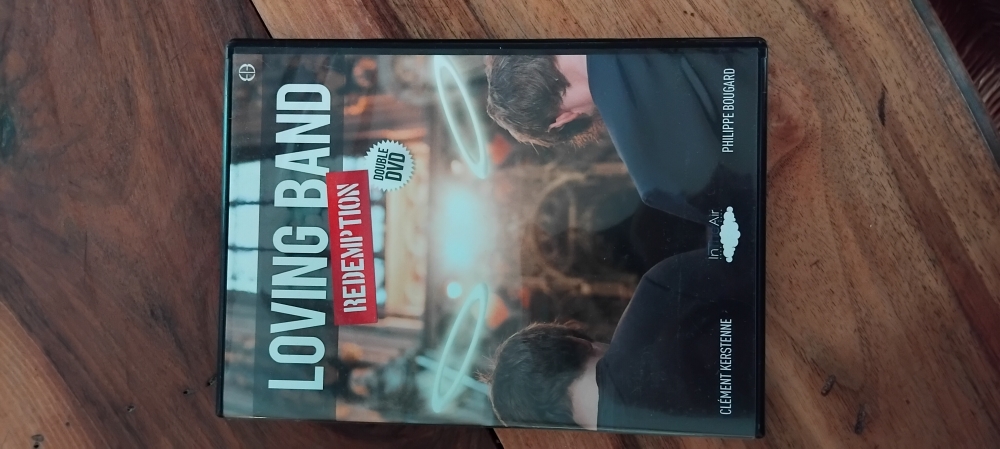 LOVING BAND
REDEMPTION
DOUBLE
DVD
In Air
CLÉMENT KERSTENNE
PHILIPPE BOUGARD